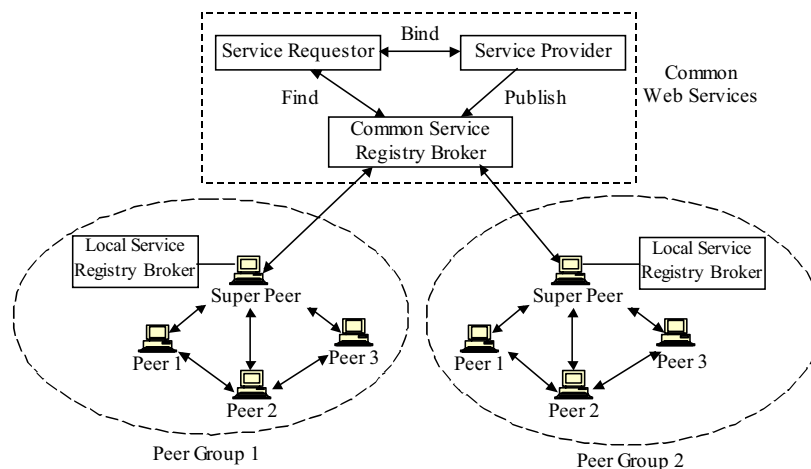 Bind
Service Requestor
Service Provider
Common
Web Services
Find
Publish
Common Service
Registry Broker
Local Service
Registry Broker
Super Peer
Peer 1
Peer 3
Peer 2
Peer Group 1
Local Service
Registry Broker
Super Peer
Peer 1
Peer 3
Peer 2
Peer Group 2